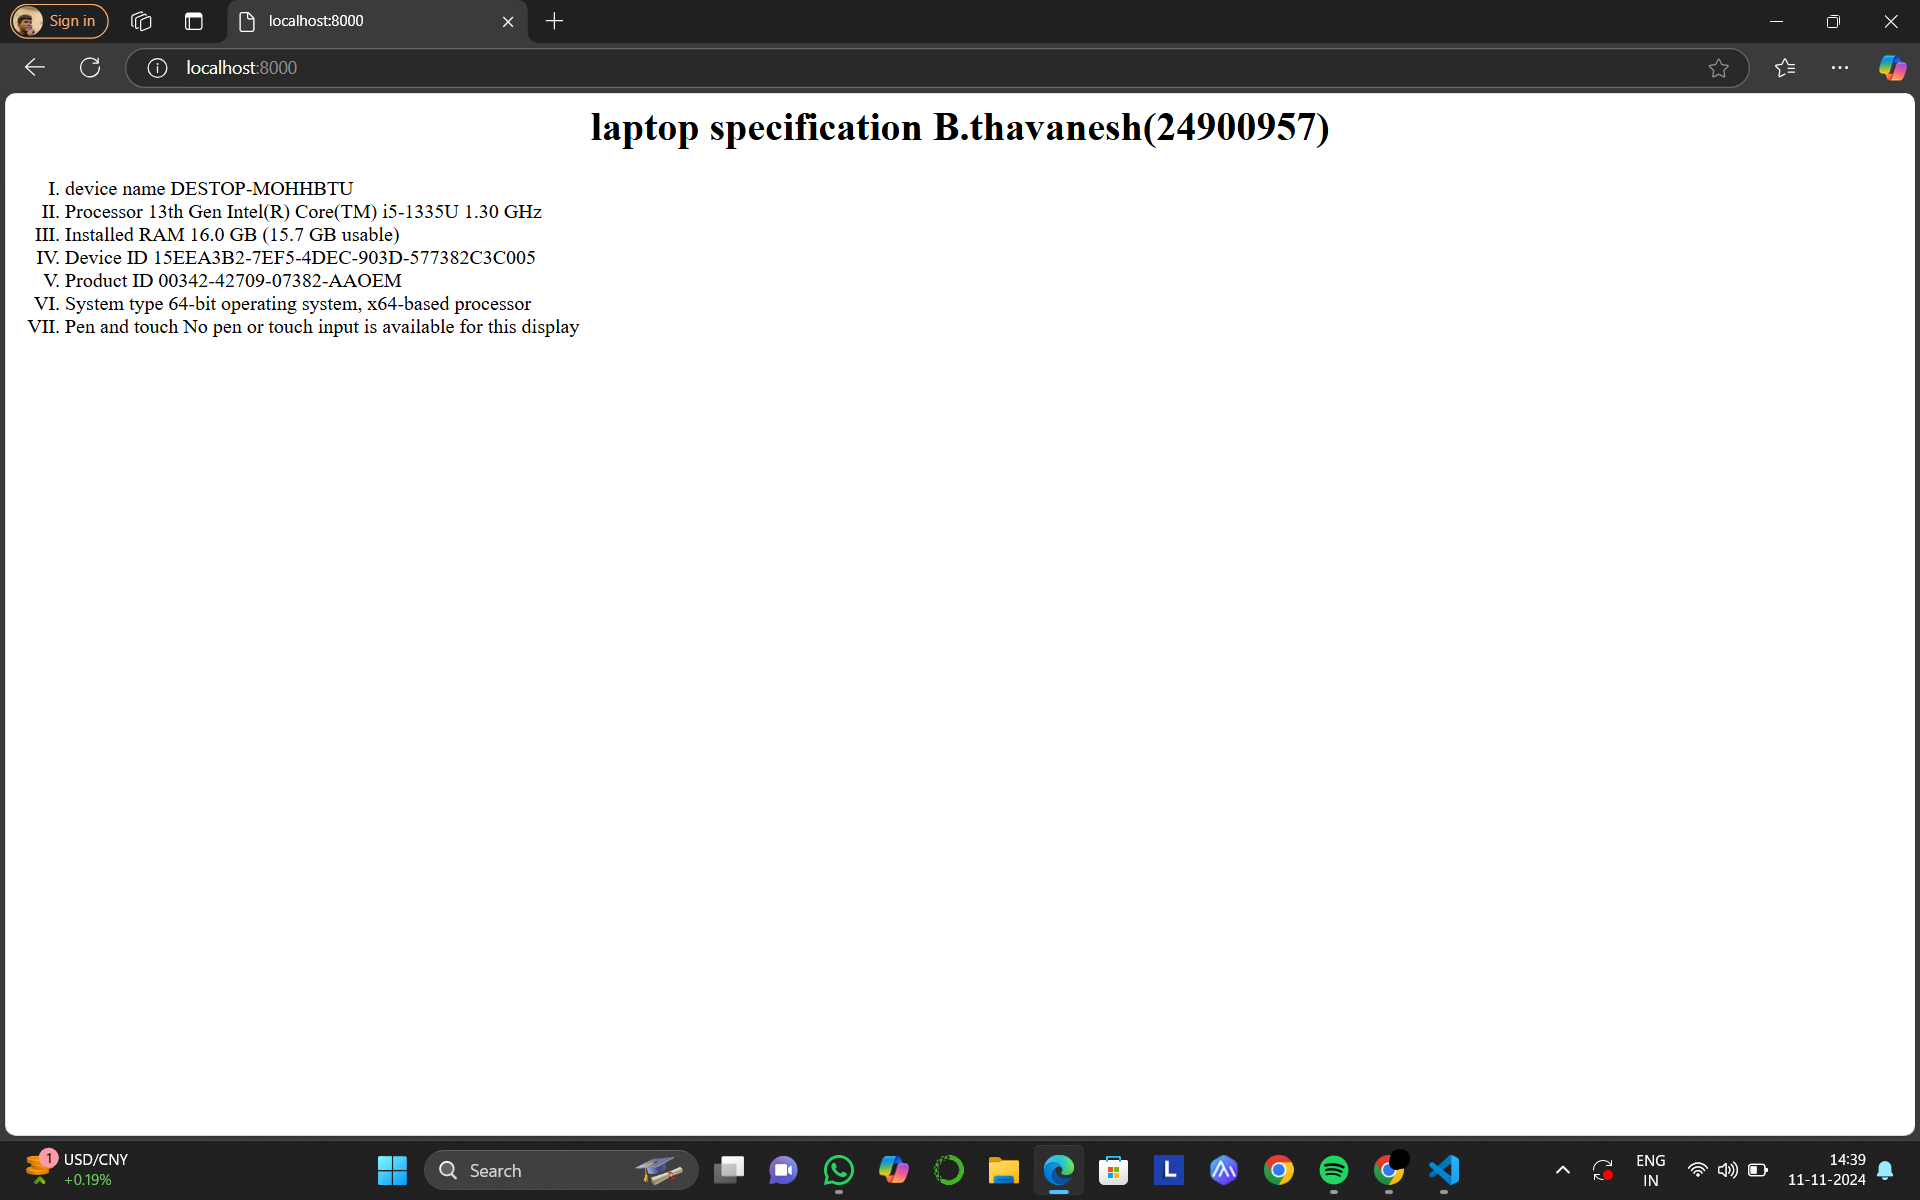 Sign in
localhost:8000
localhost:8000
laptop specification B.thavanesh(24900957)
I. device name DESTOP-MOHHBTU
II. Processor 13th Gen Intel(R) Core(TM) i5-1335U 1.30 GHz
III. Installed RAM 16.0 GB (15.7 GB usable)
IV. Device ID 15EEA3B2-7EF5-4DEC-903D-577382C3C005
V. Product ID 00342-42709-07382-AAOEM
VI. System type 64-bit operating system, x64-based processor
VII. Pen and touch No pen or touch input is available for this display
1
USD/CNY
+0.19%
Search
L
ENG
IN
14:39
11-11-2024